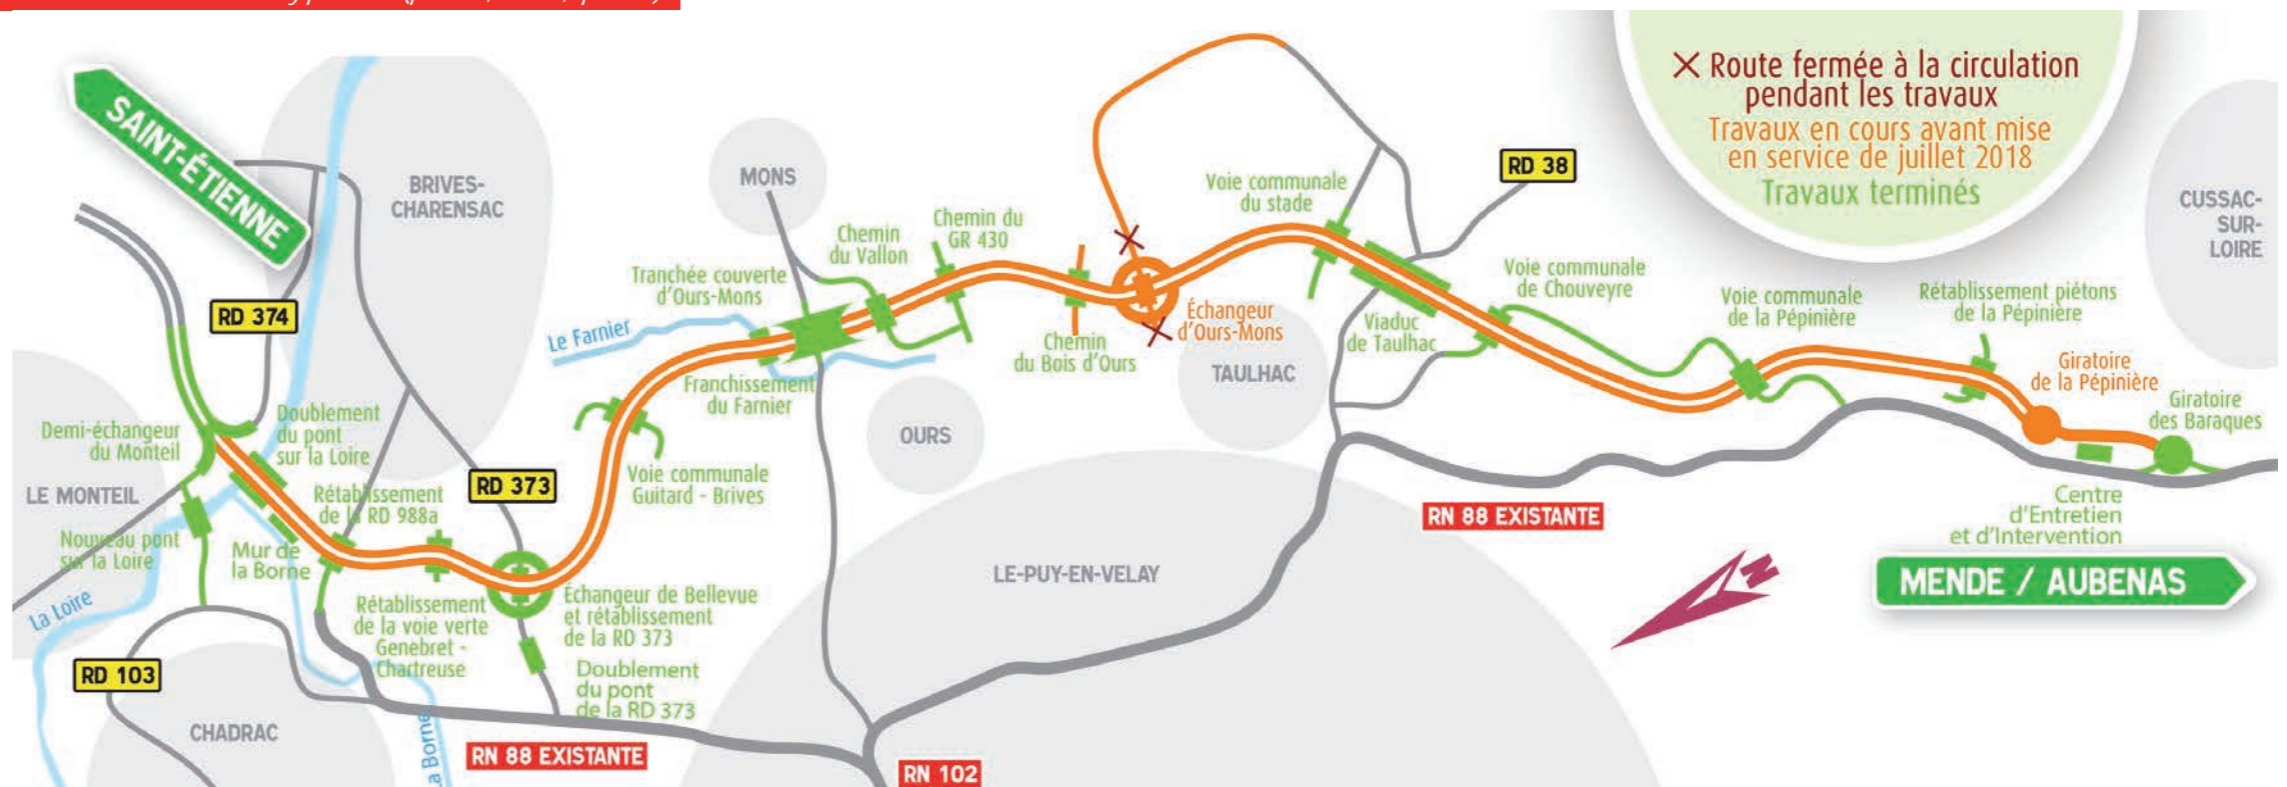 SAINT-ÉTIENNE
BRIVES-
CHARENSAC
MONS
RD 374
RD 38
× Route fermée à la circulation
pendant les travaux
Travaux en cours avant mise
en service de juillet 2018
Travaux terminés
CUSSAC-
SUR-
LOIRE
Tranchée couverte
d'Ours-Mons
Chemin
du Vallon
Chemin du
GR 430
Voie communale
du stade
Le Farnier
Franchissement
du Farnier
Chemin
du Bois d'Ours
Échangeur
d'Ours-Mons
TAULHAC
Viaduc
de Taulhac
Voie communale
de Chouveyre
Voie communale
de la Pépinière
Rétablissement piétons
de la Pépinière
Giratoire
de la Pépinière
Giratoire
des Baraques
Demi-échangeur
du Monteil
Doublement
du pont
sur la Loire
LE MONTEIL
Rétablissement
de la RD 988a
RD 373
Voie communale
Guitard - Brives
OURS
Nouveau pont
sur la Loire
Mur de
la Borne
La Loire
Rétablissement
de la voie verte
Genebret -
Chartreuse
Échangeur de Bellevue
et rétablissement
de la RD 373
Doublement
du pont
de la RD 373
LE-PUY-EN-VELAY
RN 88 EXISTANTE
N
Centre
d'Entretien
et d'Intervention
MENDE / AUBENAS
RD 103
CHADRAC
La Borne
RN 88 EXISTANTE
RN 102